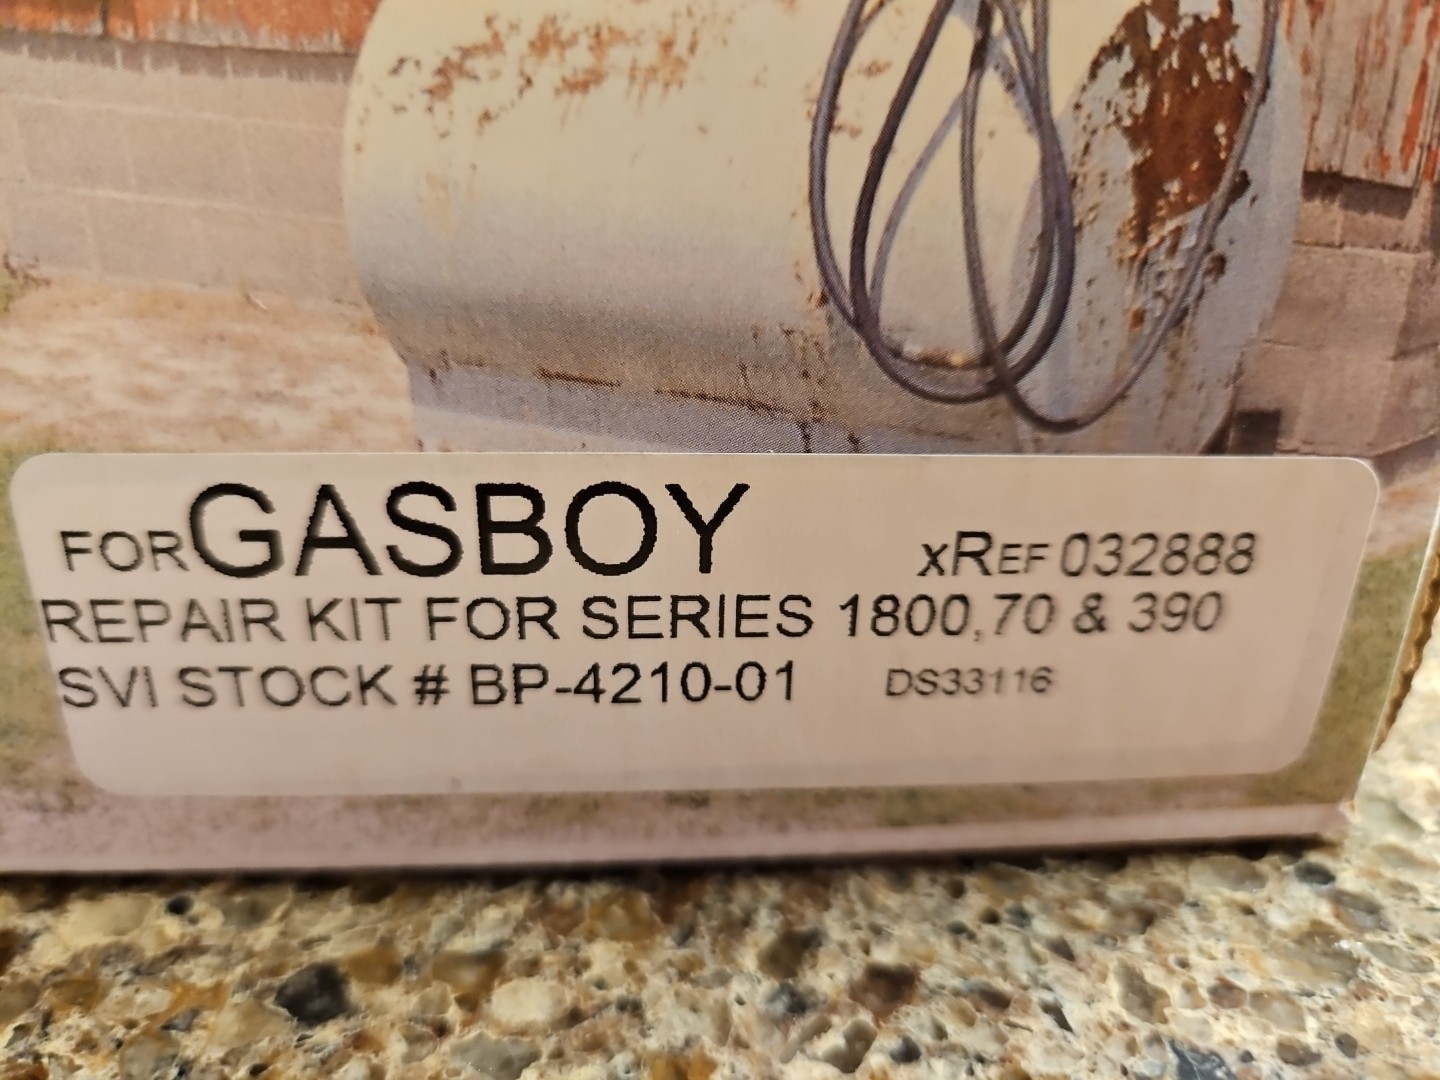 FOR GASBOY xREF 032888
REPAIR KIT FOR SERIES 1800,70 & 390
SVI STOCK # BP-4210-01 DS33116